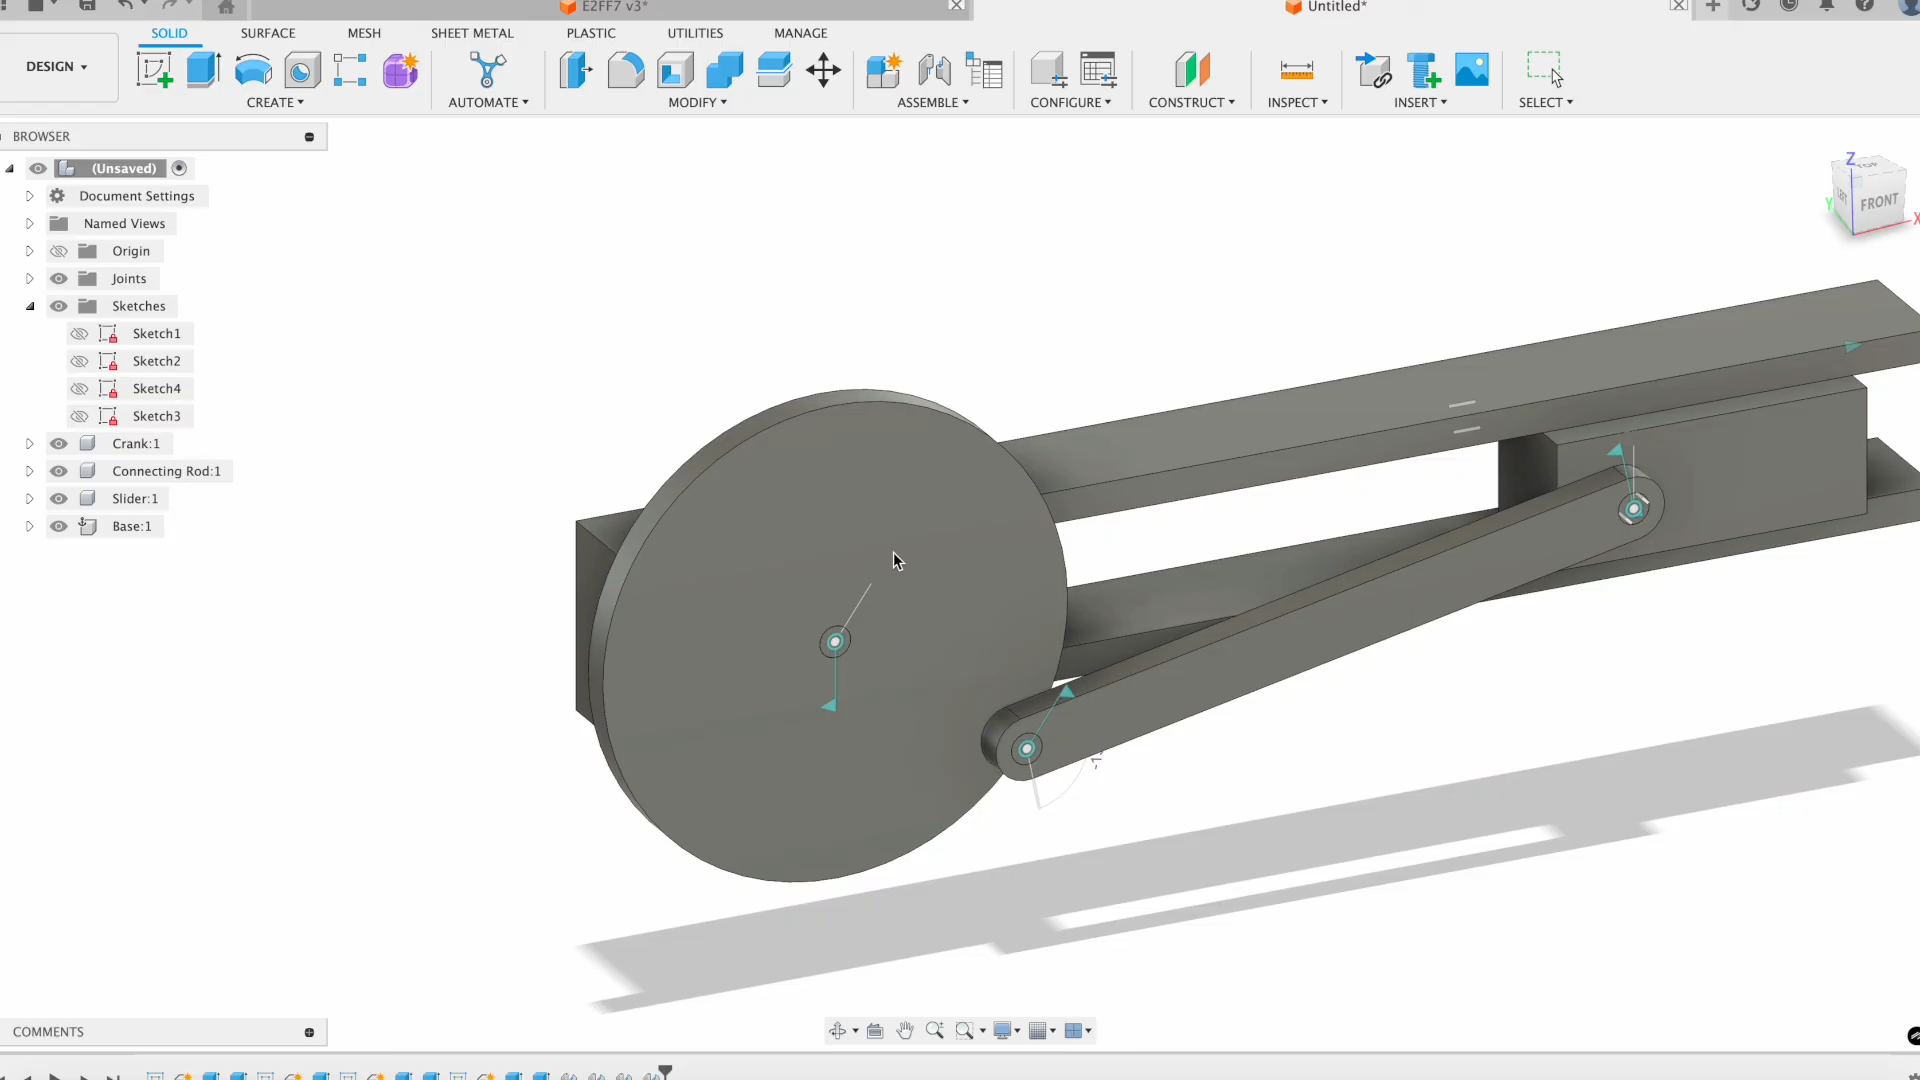 E2FF7 v3*
Untitled*
SOLID
SURFACE
MESH
SHEET METAL
PLASTIC
UTILITIES
MANAGE
DESIGN
CREATE
AUTOMATE
MODIFY
ASSEMBLE
CONFIGURE
CONSTRUCT
INSPECT
INSERT
SELECT
BROWSER
(Unsaved)
Document Settings
Named Views
Origin
Joints
Sketches
Sketch1
Sketch2
Sketch4
Sketch3
Crank:1
Connecting Rod:1
Slider:1
Base:1
Z
TOP
LEFT
FRONT
Y
X
COMMENTS